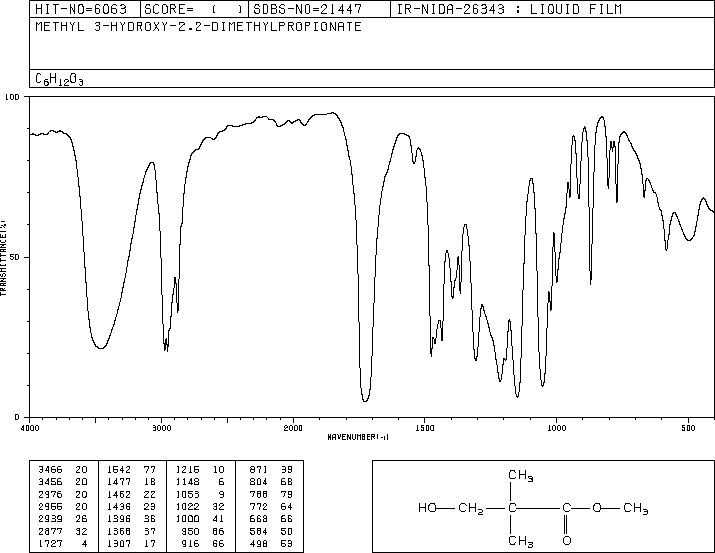 HIT-NO=6063 SCORE= ( ) SDBS-NO=21447 IR-NIDA-26343 : LIQUID FILM
METHYL 3-HYDROXY-2,2-DIMETHYLPROPIONATE
C6H12O3
100
50
0
TRANSMITTANCE(%)
4000 3000 2000 1500 1000 500
WAVENUMBER(-1)
3466 20 1542 77 1216 10 871 39
3456 20 1477 18 1148 6 804 68
2976 20 1462 22 1053 9 788 79
2955 20 1436 23 1022 32 772 64
2939 26 1396 36 1000 41 668 66
2877 32 1368 37 950 66 584 50
1727 4 1307 17 916 66 498 53
CH3
HO CH2 C C O CH3
CH3 O